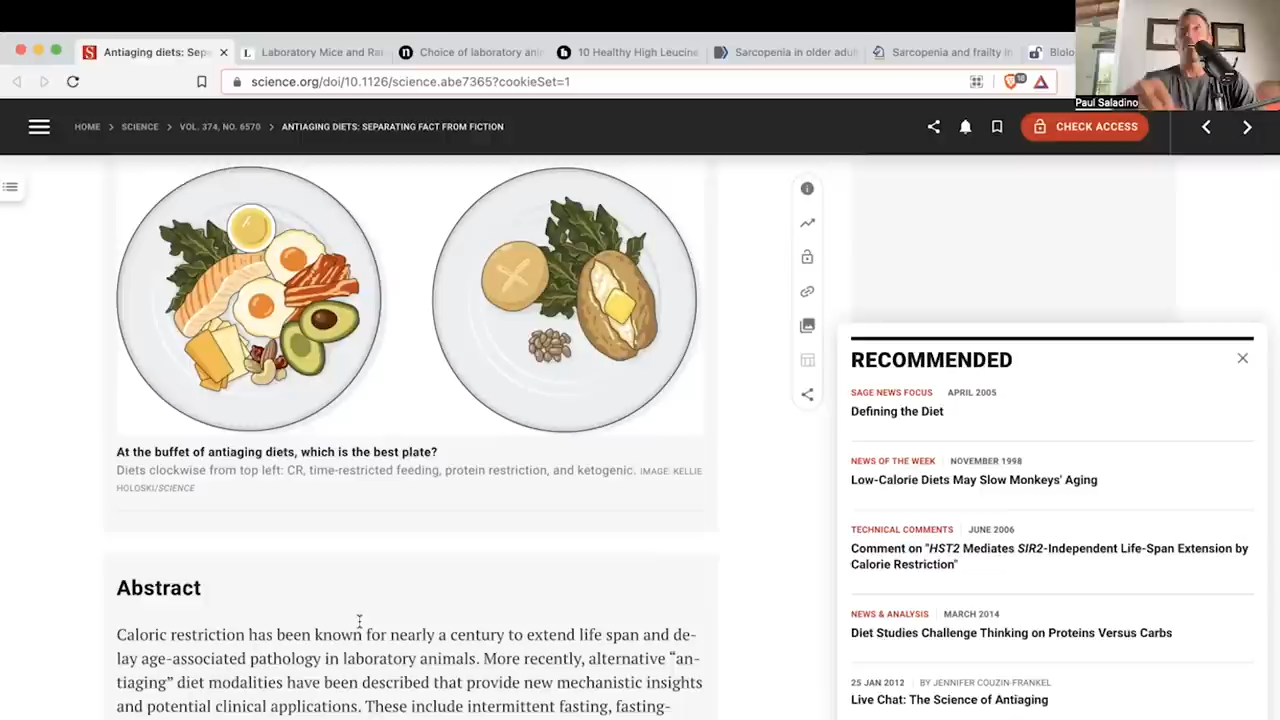 Antiaging diets: Sepa
Laboratory Mice and Rat
Choice of laboratory ani
10 Healthy High Leucine
Sarcopenia in older adul
Sarcopenia and frailty in
Biolo
science.org/doi/10.1126/science.abe7365?cookieSet=1
Paul Saladino
HOME > SCIENCE > VOL. 374, NO. 6570 > ANTIAGING DIETS: SEPARATING FACT FROM FICTION
CHECK ACCESS
At the buffet of antiaging diets, which is the best plate?
Diets clockwise from top left: CR, time-restricted feeding, protein restriction, and ketogenic. IMAGE: KELLIE
HOLOSKI/SCIENCE
Abstract
Caloric restriction has been known for nearly a century to extend life span and de-
lay age-associated pathology in laboratory animals. More recently, alternative “an-
tiaging” diet modalities have been described that provide new mechanistic insights
and potential clinical applications. These include intermittent fasting, fasting-
RECOMMENDED
SAGE NEWS FOCUS APRIL 2005
Defining the Diet
NEWS OF THE WEEK NOVEMBER 1998
Low-Calorie Diets May Slow Monkeys' Aging
TECHNICAL COMMENTS JUNE 2006
Comment on "HST2 Mediates SIR2-Independent Life-Span Extension by
Calorie Restriction"
NEWS & ANALYSIS MARCH 2014
Diet Studies Challenge Thinking on Proteins Versus Carbs
25 JAN 2012 BY JENNIFER COUZIN-FRANKEL
Live Chat: The Science of Antiaging